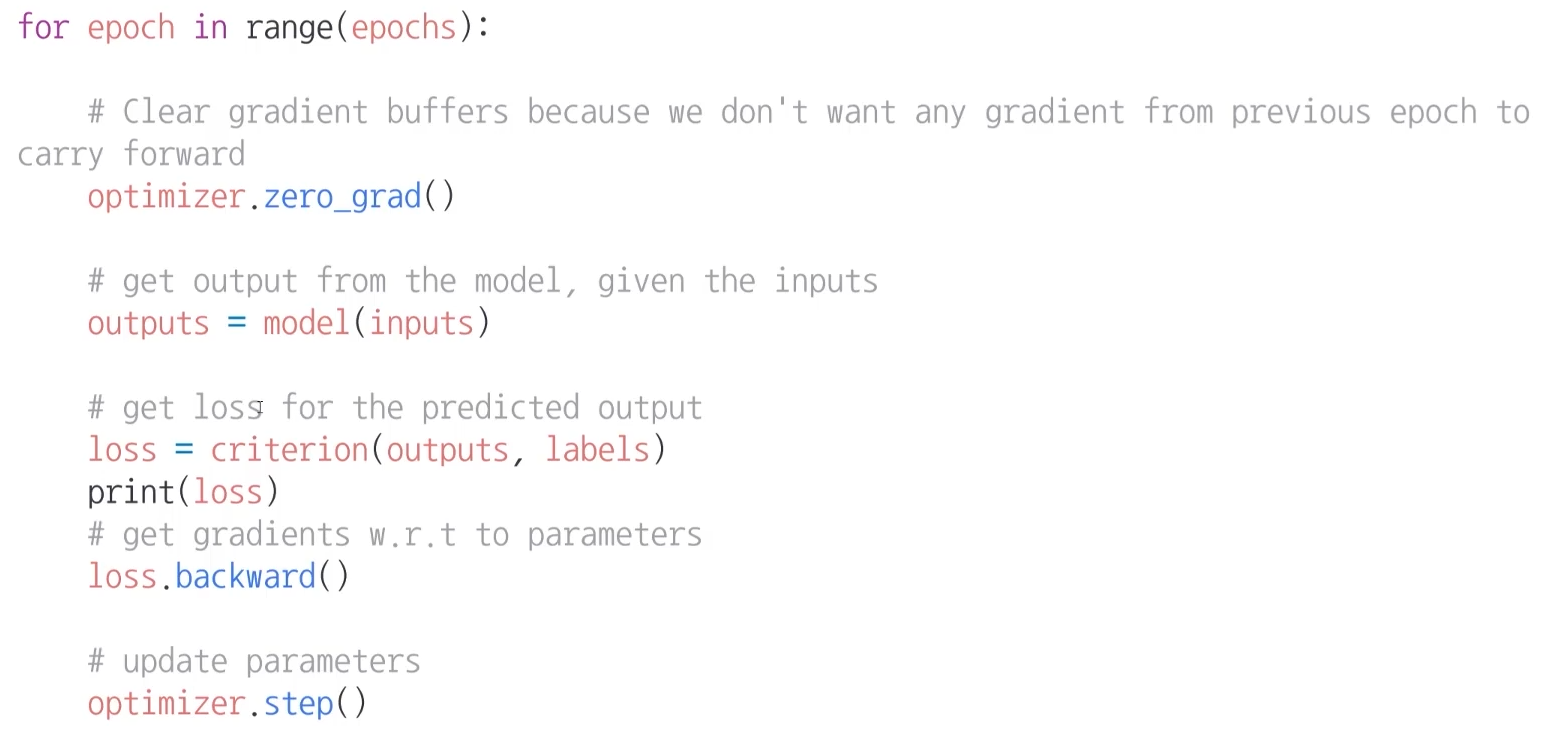 for epoch in range(epochs):
# Clear gradient buffers because we don't want any gradient from previous epoch to
carry forward
optimizer.zero_grad()
# get output from the model, given the inputs
outputs = model(inputs)
# get loss for the predicted output
loss = criterion(outputs, labels)
print(loss)
# get gradients w.r.t to parameters
loss.backward()
# update parameters
optimizer.step()